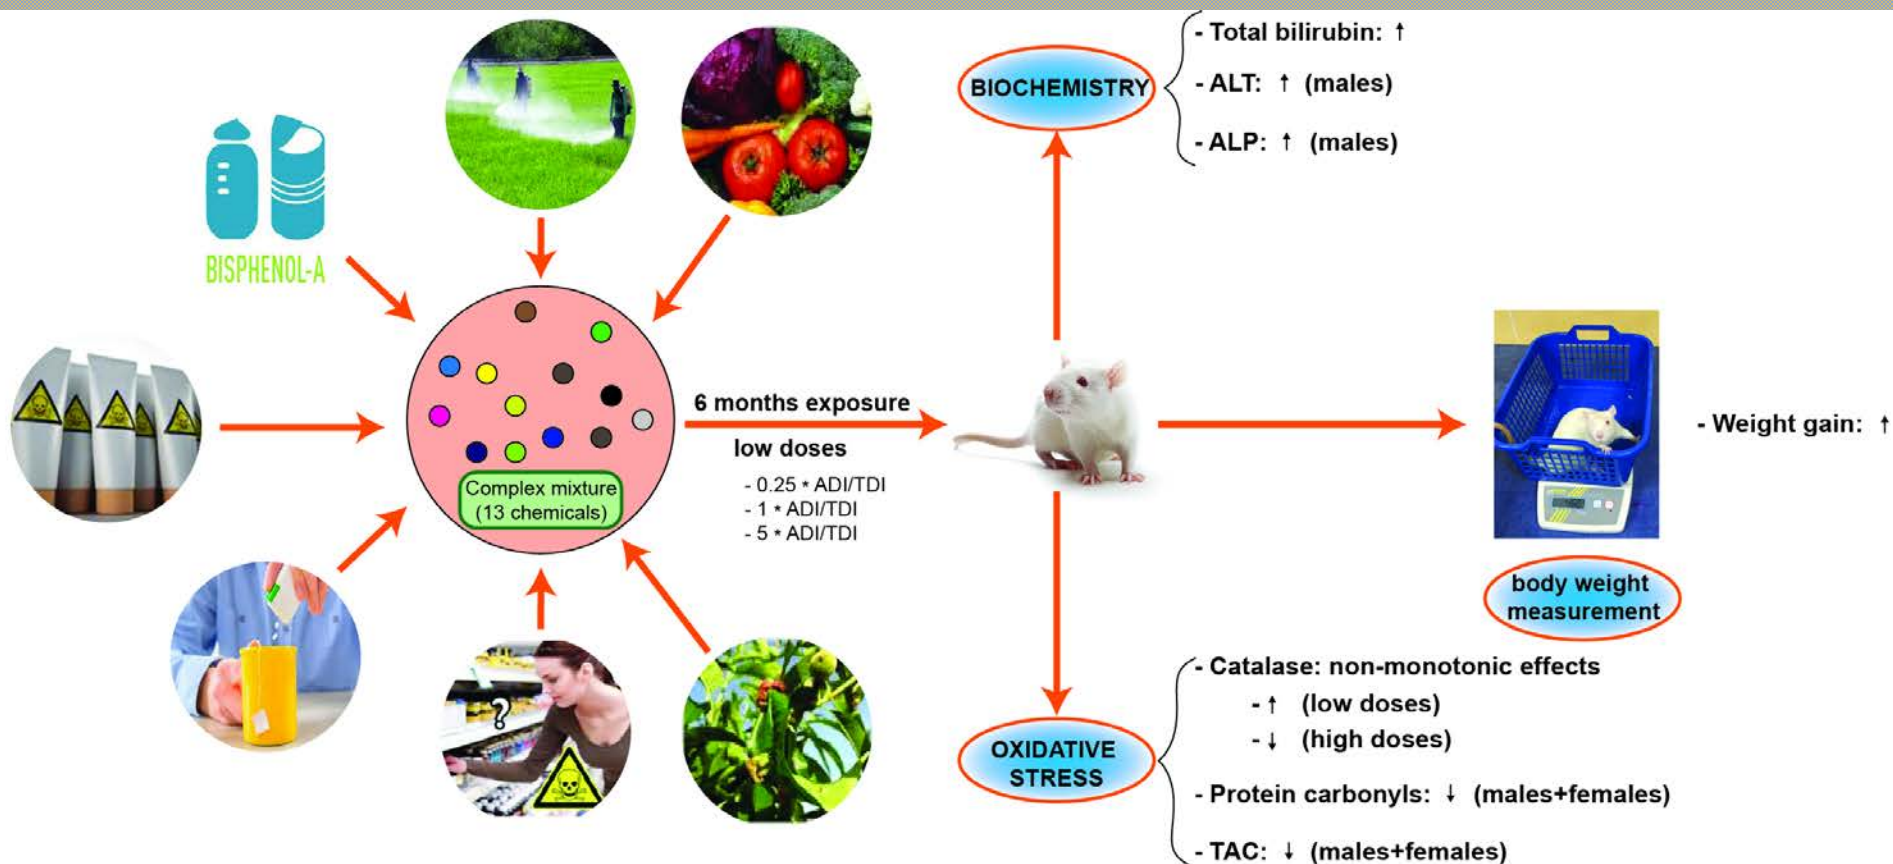 BISPHENOL-A
Complex mixture
(13 chemicals)
6 months exposure
low doses
- 0.25 * ADI/TDI
- 1 * ADI/TDI
- 5 * ADI/TDI
BIOCHEMISTRY
- Total bilirubin: ↑
- ALT: ↑ (males)
- ALP: ↑ (males)
body weight
measurement
- Weight gain: ↑
OXIDATIVE
STRESS
- Catalase: non-monotonic effects
- ↑ (low doses)
- ↓ (high doses)
- Protein carbonyls: ↓ (males+females)
- TAC: ↓ (males+females)
?